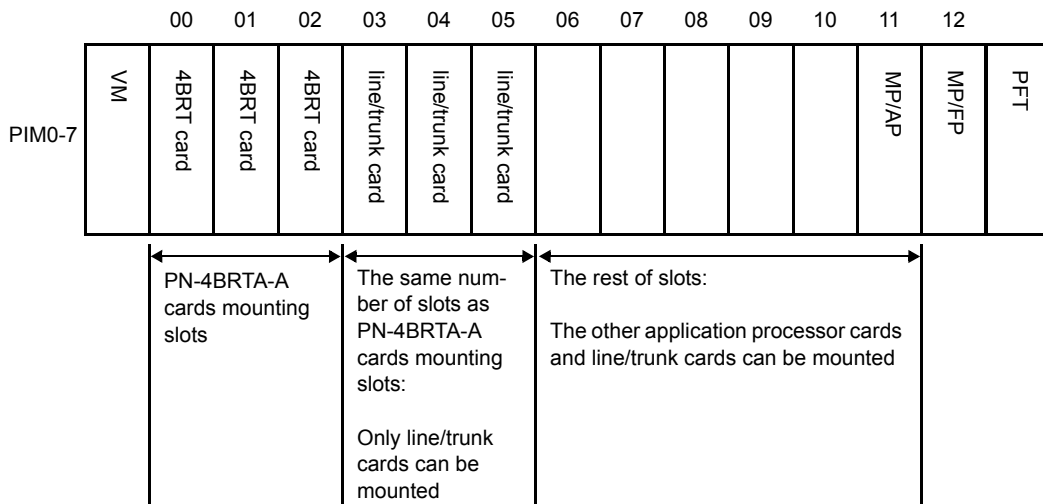 00 01 02 03 04 05 06 07 08 09 10 11 12
PIM0-7
VM
4BRT card
4BRT card
4BRT card
line/trunk card
line/trunk card
line/trunk card
MP/AP
MP/FP
PFT
PN-4BRTA-A
cards mounting
slots
The same num-
ber of slots as
PN-4BRTA-A
cards mounting
slots:
Only line/trunk
cards can be
mounted
The rest of slots:
The other application processor cards
and line/trunk cards can be mounted